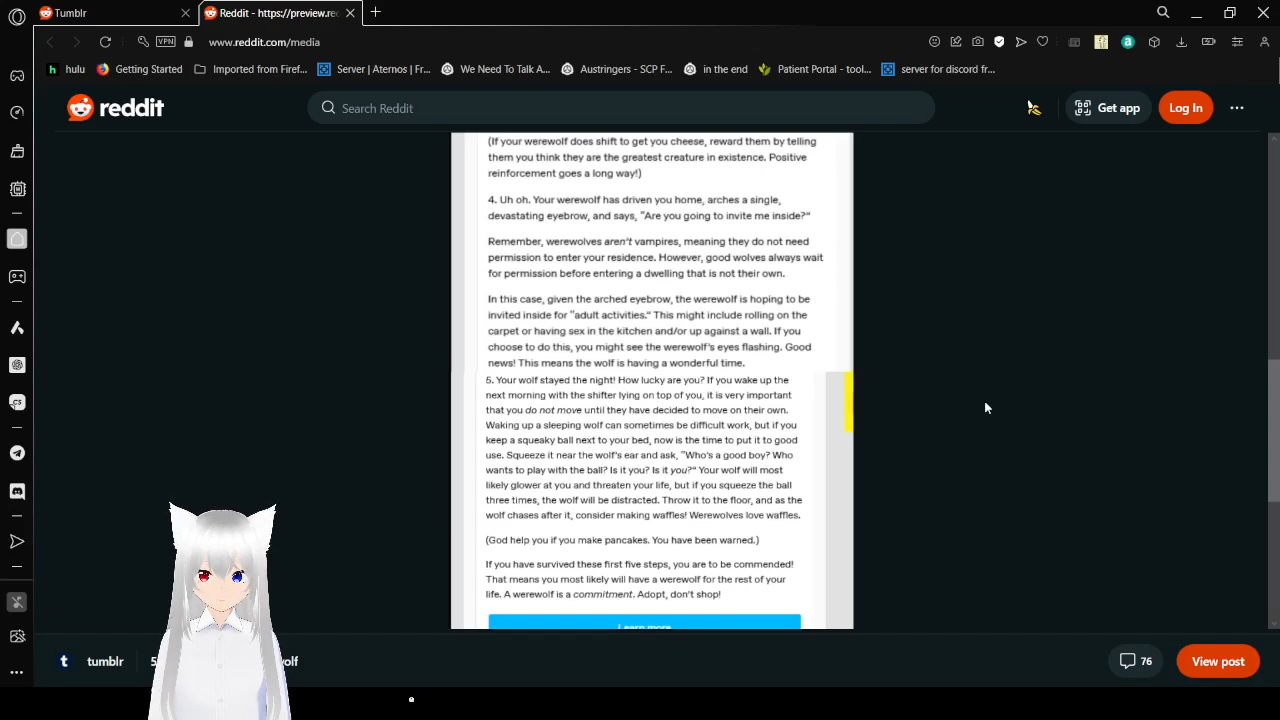 Tumblr
Reddit - https://preview.red
VPN
www.reddit.com/media
hulu
Getting Started
Imported from Firef...
Server | Aternos | Fr...
We Need To Talk A...
Austringers - SCP F...
in the end
Patient Portal - tool...
server for discord fr...
reddit
Search Reddit
Get app
Log In
(If your werewolf does shift to get you cheese, reward them by telling
them you think they are the greatest creature in existence. Positive
reinforcement goes a long way!)
4. Uh oh. Your werewolf has driven you home, arches a single,
devastating eyebrow, and says, "Are you going to invite me inside?"
Remember, werewolves aren't vampires, meaning they do not need
permission to enter your residence. However, good wolves always wait
for permission before entering a dwelling that is not their own.
In this case, given the arched eyebrow, the werewolf is hoping to be
invited inside for "adult activities." This might include rolling on the
carpet or having sex in the kitchen and/or up against a wall. If you
choose to do this, you might see the werewolf's eyes flashing. Good
news! This means the wolf is having a wonderful time.
5. Your wolf stayed the night! How lucky are you? If you wake up the
next morning with the shifter lying on top of you, it is very important
that you do not move until they have decided to move on their own.
Waking up a sleeping wolf can sometimes be difficult work, but if you
keep a squeaky ball next to your bed, now is the time to put it to good
use. Squeeze it near the wolf's ear and ask, "Who's a good boy? Who
wants to play with the ball? Is it you? Is it you?" Your wolf will most
likely glower at you and threaten your life, but if you squeeze the ball
three times, the wolf will be distracted. Throw it to the floor, and as the
wolf chases after it, consider making waffles! Werewolves love waffles.
(God help you if you make pancakes. You have been warned.)
If you have survived these first five steps, you are to be commended!
That means you most likely will have a werewolf for the rest of your
life. A werewolf is a commitment. Adopt, don't shop!
Learn more
t tumblr 5 olf
76
View post